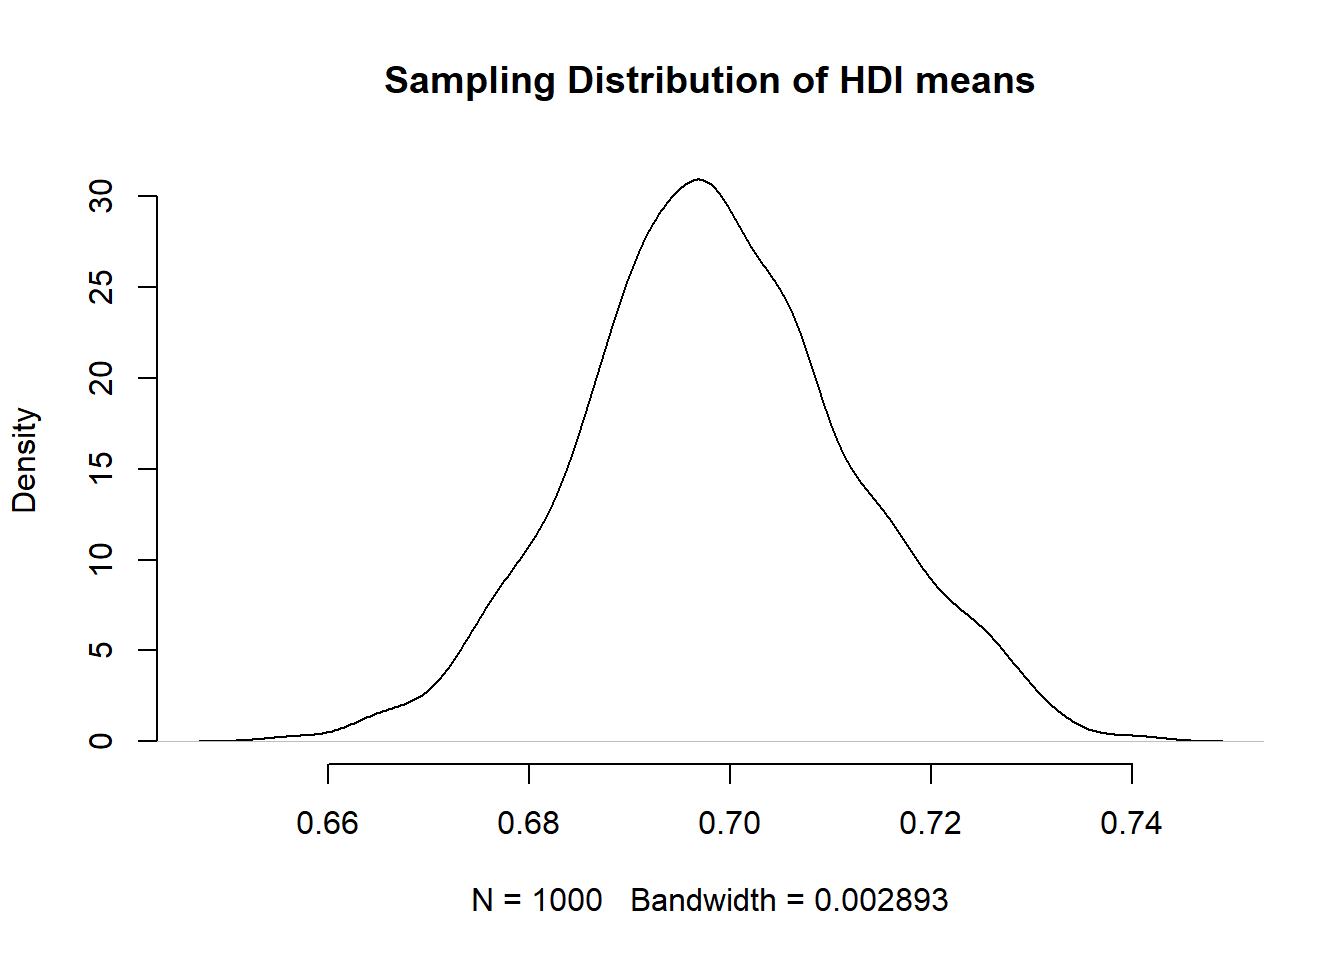 Sampling Distribution of HDI means
Density
30
25
20
15
10
5
0
0.66 0.68 0.70 0.72 0.74
N = 1000 Bandwidth = 0.002893